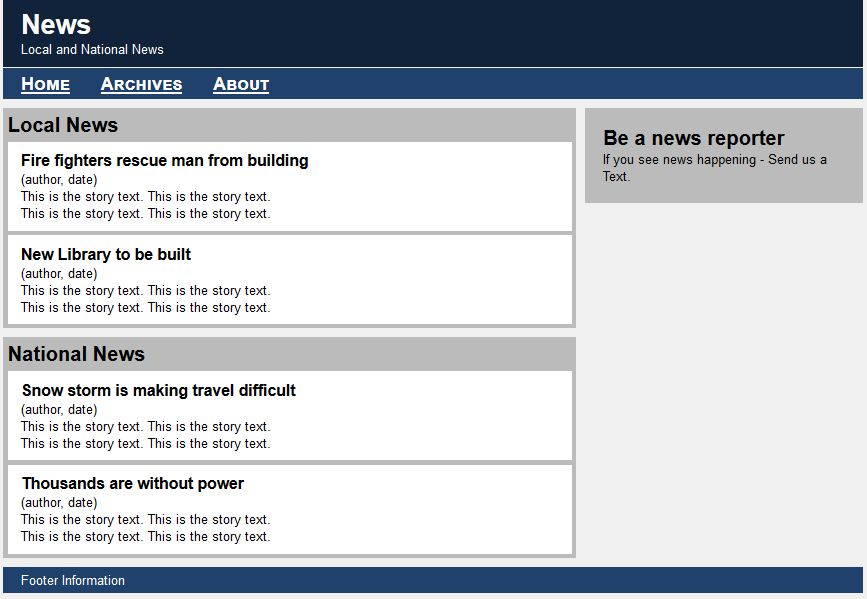 News
Local and National News
Home Archives About
Local News
Fire fighters rescue man from building
(author, date)
This is the story text. This is the story text.
This is the story text. This is the story text.
New Library to be built
(author, date)
This is the story text. This is the story text.
This is the story text. This is the story text.
National News
Snow storm is making travel difficult
(author, date)
This is the story text. This is the story text.
This is the story text. This is the story text.
Thousands are without power
(author, date)
This is the story text. This is the story text.
This is the story text. This is the story text.
Be a news reporter
If you see news happening - Send us a
Text.
Footer Information